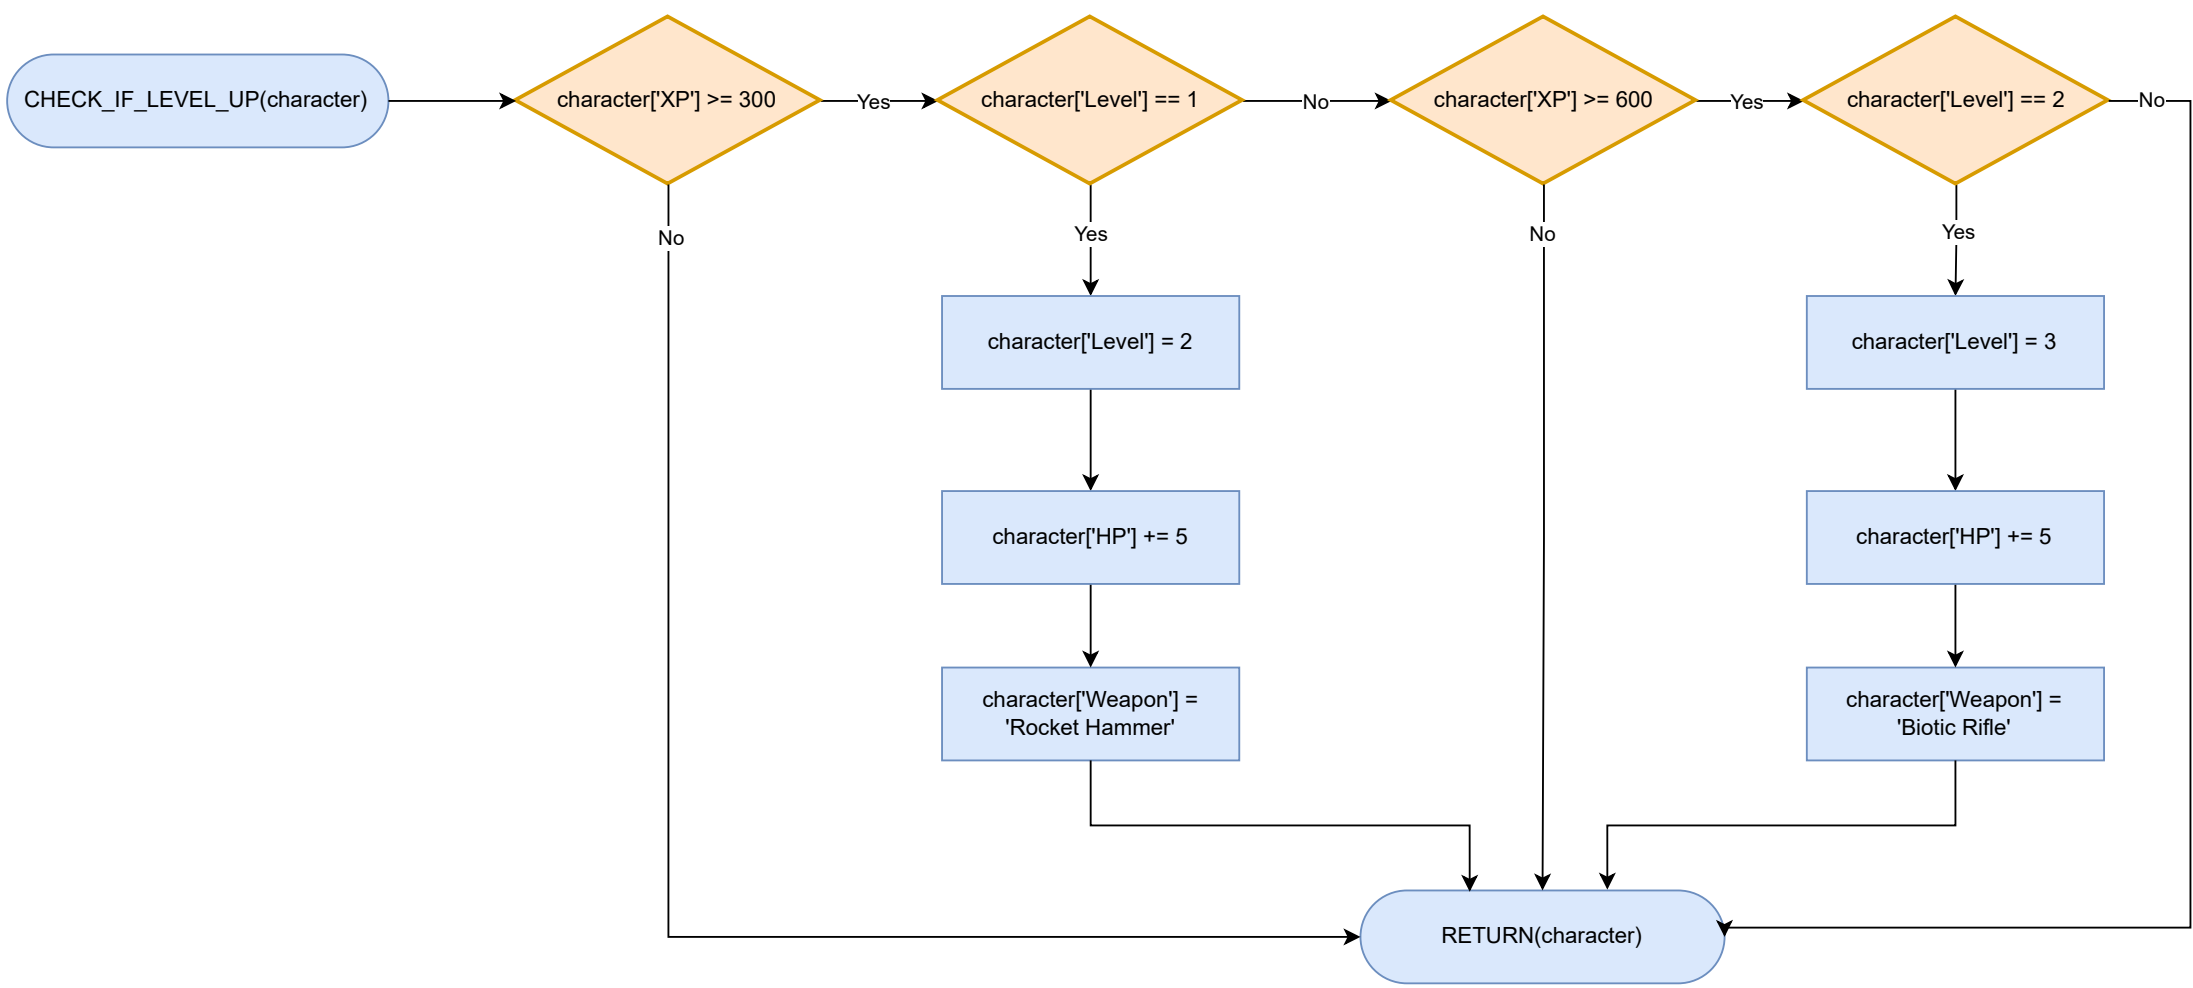 CHECK_IF_LEVEL_UP(character)
character['XP'] >= 300
Yes
character['Level'] == 1
No
character['XP'] >= 600
Yes
character['Level'] == 2
No
No
Yes
No
Yes
character['Level'] = 2
character['Level'] = 3
character['HP'] += 5
character['HP'] += 5
character['Weapon'] =
'Rocket Hammer'
character['Weapon'] =
'Biotic Rifle'
RETURN(character)